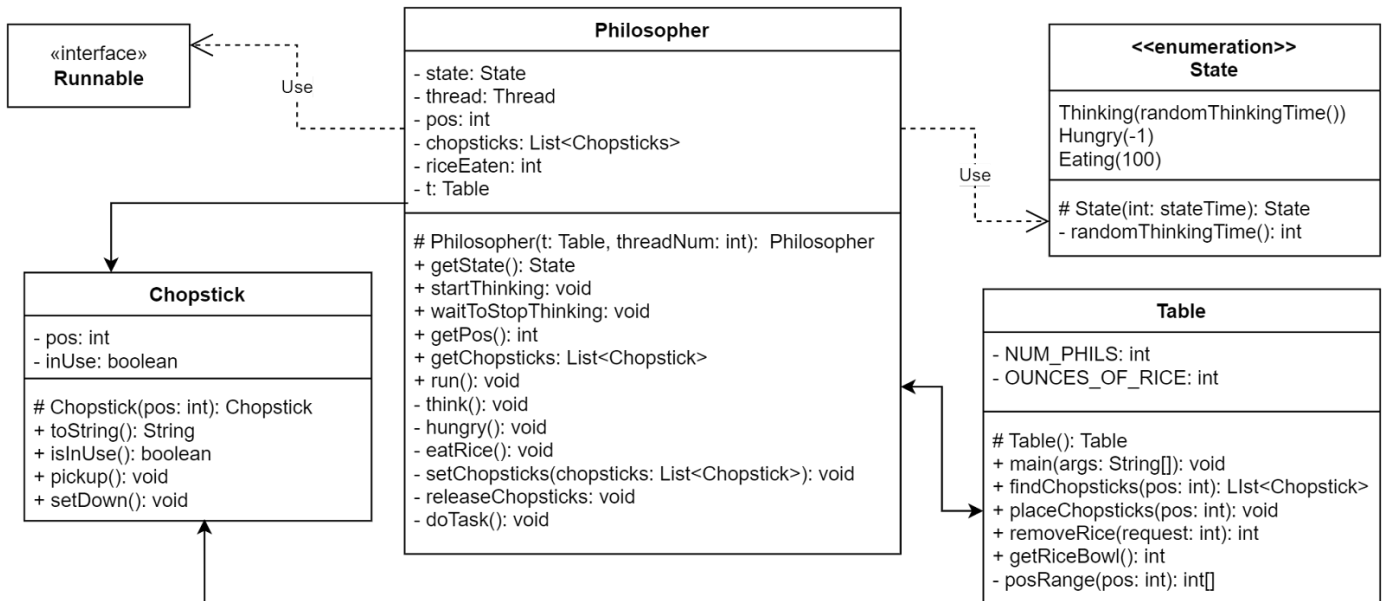 «interface»
Runnable
Use
Philosopher
- state: State
- thread: Thread
- pos: int
- chopsticks: List<Chopsticks>
- riceEaten: int
- t: Table
# Philosopher(t: Table, threadNum: int):  Philosopher
+ getState(): State
+ startThinking: void
+ waitToStopThinking: void
+ getPos(): int
+ getChopsticks: List<Chopstick>
+ run(): void
- think(): void
- hungry(): void
- eatRice(): void
- setChopsticks(chopsticks: List<Chopstick>): void
- releaseChopsticks: void
- doTask(): void
Use
<<enumeration>>
State
Thinking(randomThinkingTime())
Hungry(-1)
Eating(100)
# State(int: stateTime): State
- randomThinkingTime(): int
Chopstick
- pos: int
- inUse: boolean
# Chopstick(pos: int): Chopstick
+ toString(): String
+ isInUse(): boolean
+ pickup(): void
+ setDown(): void
Table
- NUM_PHILS: int
- OUNCES_OF_RICE: int
# Table(): Table
+ main(args: String[]): void
+ findChopsticks(pos: int): LIst<Chopstick>
+ placeChopsticks(pos: int): void
+ removeRice(request: int): int
+ getRiceBowl(): int
- posRange(pos: int): int[]